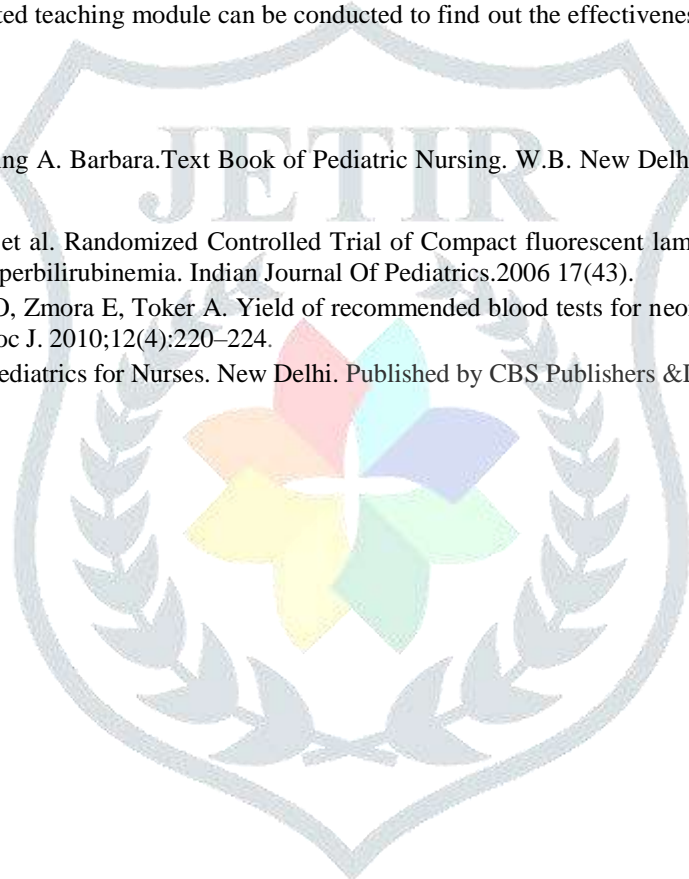 ted teaching module can be conducted to find out the effectiveness
JETIR
ng A. Barbara.Text Book of Pediatric Nursing. W.B. New Delh
et al. Randomized Controlled Trial of Compact fluorescent lam
perbilirubinemia. Indian Journal Of Pediatrics.2006 17(43).
, Zmora E, Toker A. Yield of recommended blood tests for neo
oc J. 2010;12(4):220–224.
ediatrics for Nurses. New Delhi. Published by CBS Publishers &